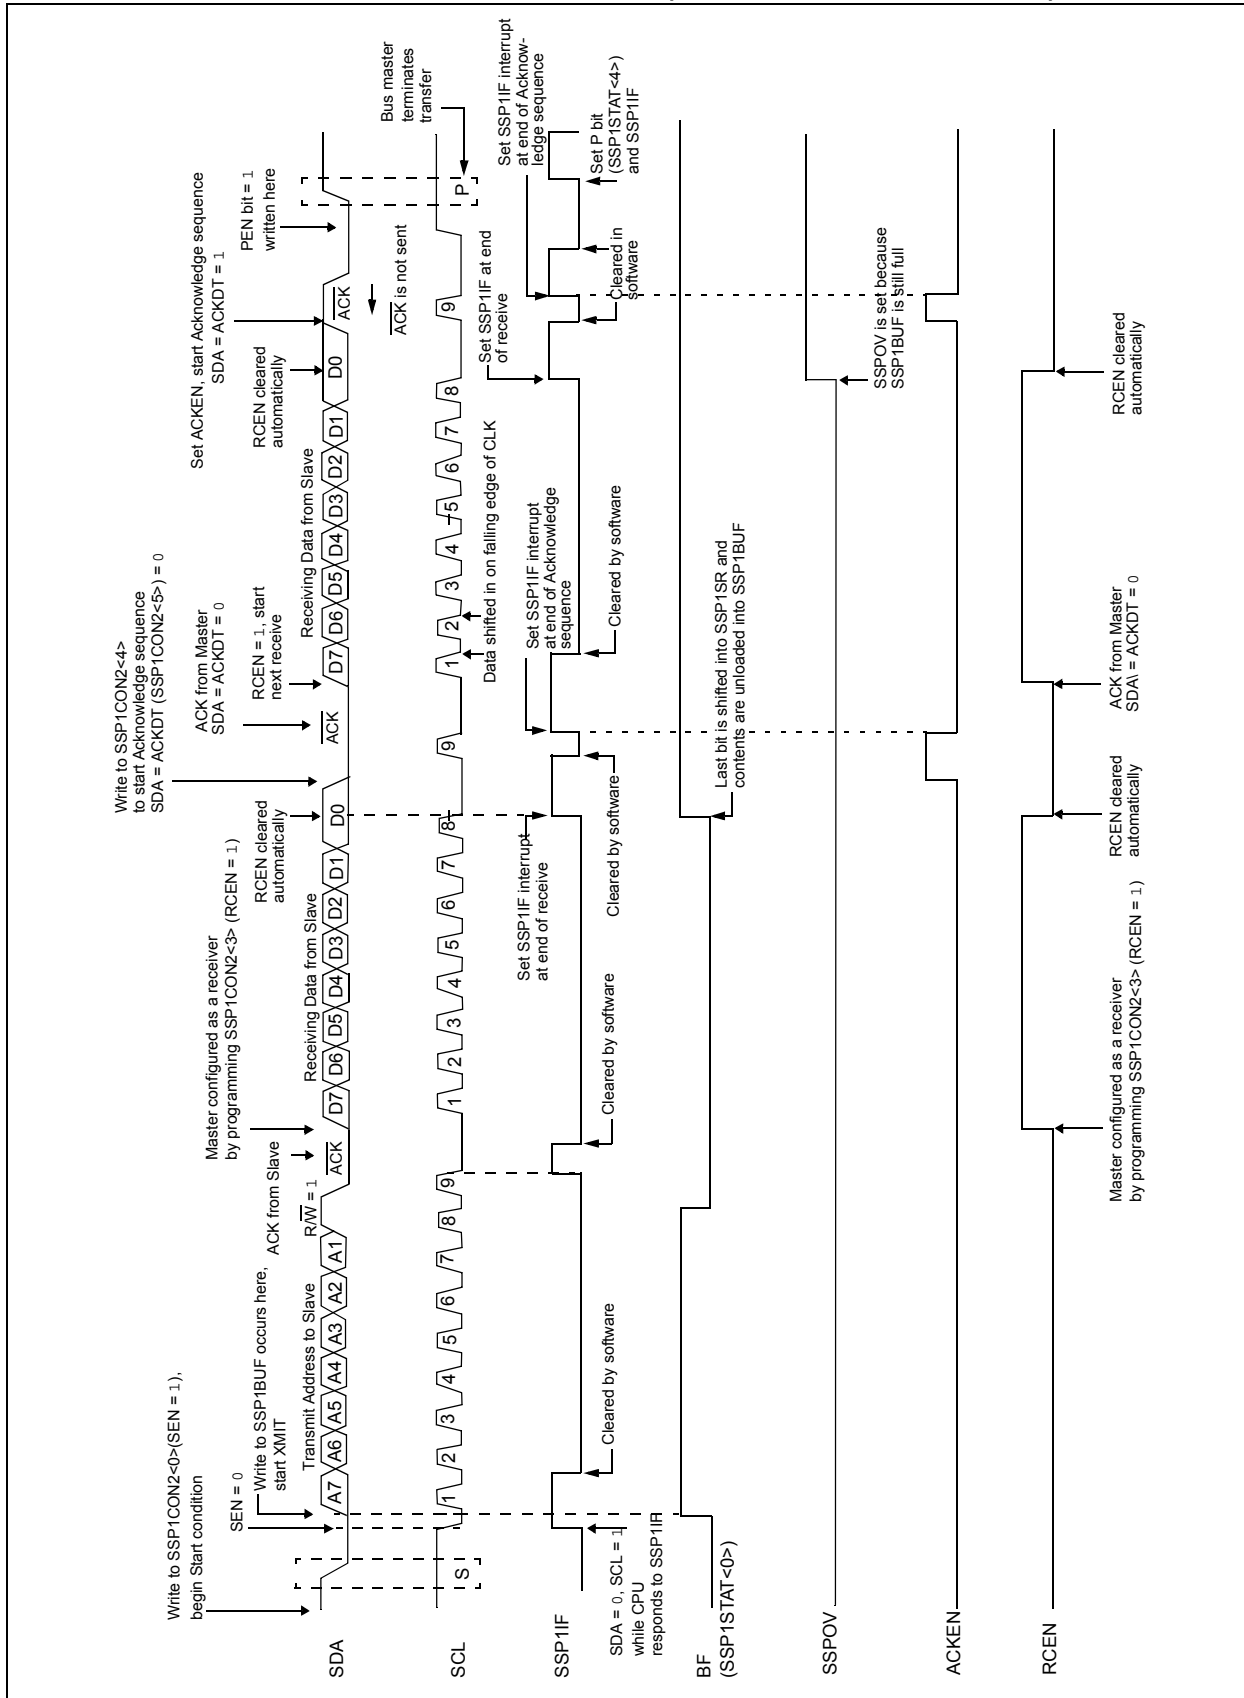 Write to SSP1CON2<0>(SEN = 1),
begin Start condition
SEN = 0
Write to SSP1BUF occurs here,
start XMIT
ACK from Slave
Master configured as a receiver
by programming SSP1CON2<3> (RCEN = 1)
RCEN cleared
automatically
Write to SSP1CON2<4>
to start Acknowledge sequence
SDA = ACKDT (SSP1CON2<5>) = 0
ACK from Master
SDA = ACKDT = 0
RCEN = 1, start
next receive
RCEN cleared
automatically
Set ACKEN, start Acknowledge sequence
SDA = ACKDT = 1
PEN bit = 1
written here
Transmit Address to Slave
R/W = 1
Receiving Data from Slave
Receiving Data from Slave
SDA
A7 A6 A5 A4 A3 A2 A1
ACK
D7 D6 D5 D4 D3 D2 D1 D0
ACK
D7 D6 D5 D4 D3 D2 D1 D0
ACK
ACK is not sent
Bus master
terminates
transfer
SCL
S
1 2 3 4 5 6 7 8 9
1 2 3 4 5 6 7 8 9
1 2 3 4 5 6 7 8 9
P
Data shifted in on falling edge of CLK
Set SSP1IF interrupt
at end of receive
Set SSP1IF interrupt
at end of Acknowledge
sequence
Set SSP1IF at end
of receive
Set SSP1IF interrupt
at end of Acknow-
ledge sequence
SSP1IF
SDA = 0, SCL = 1
while CPU
responds to SSP1IF
Cleared by software
Cleared by software
Cleared by software
Cleared by software
Cleared by software
Cleared in
software
Set P bit
(SSP1STAT<4>)
and SSP1IF
BF
(SSP1STAT<0>)
Last bit is shifted into SSP1SR and
contents are unloaded into SSP1BUF
SSPOV
SSPOV is set because
SSP1BUF is still full
ACKEN
RCEN
Master configured as a receiver
by programming SSP1CON2<3> (RCEN = 1)
RCEN cleared
automatically
ACK from Master
SDA\ = ACKDT = 0
RCEN cleared
automatically